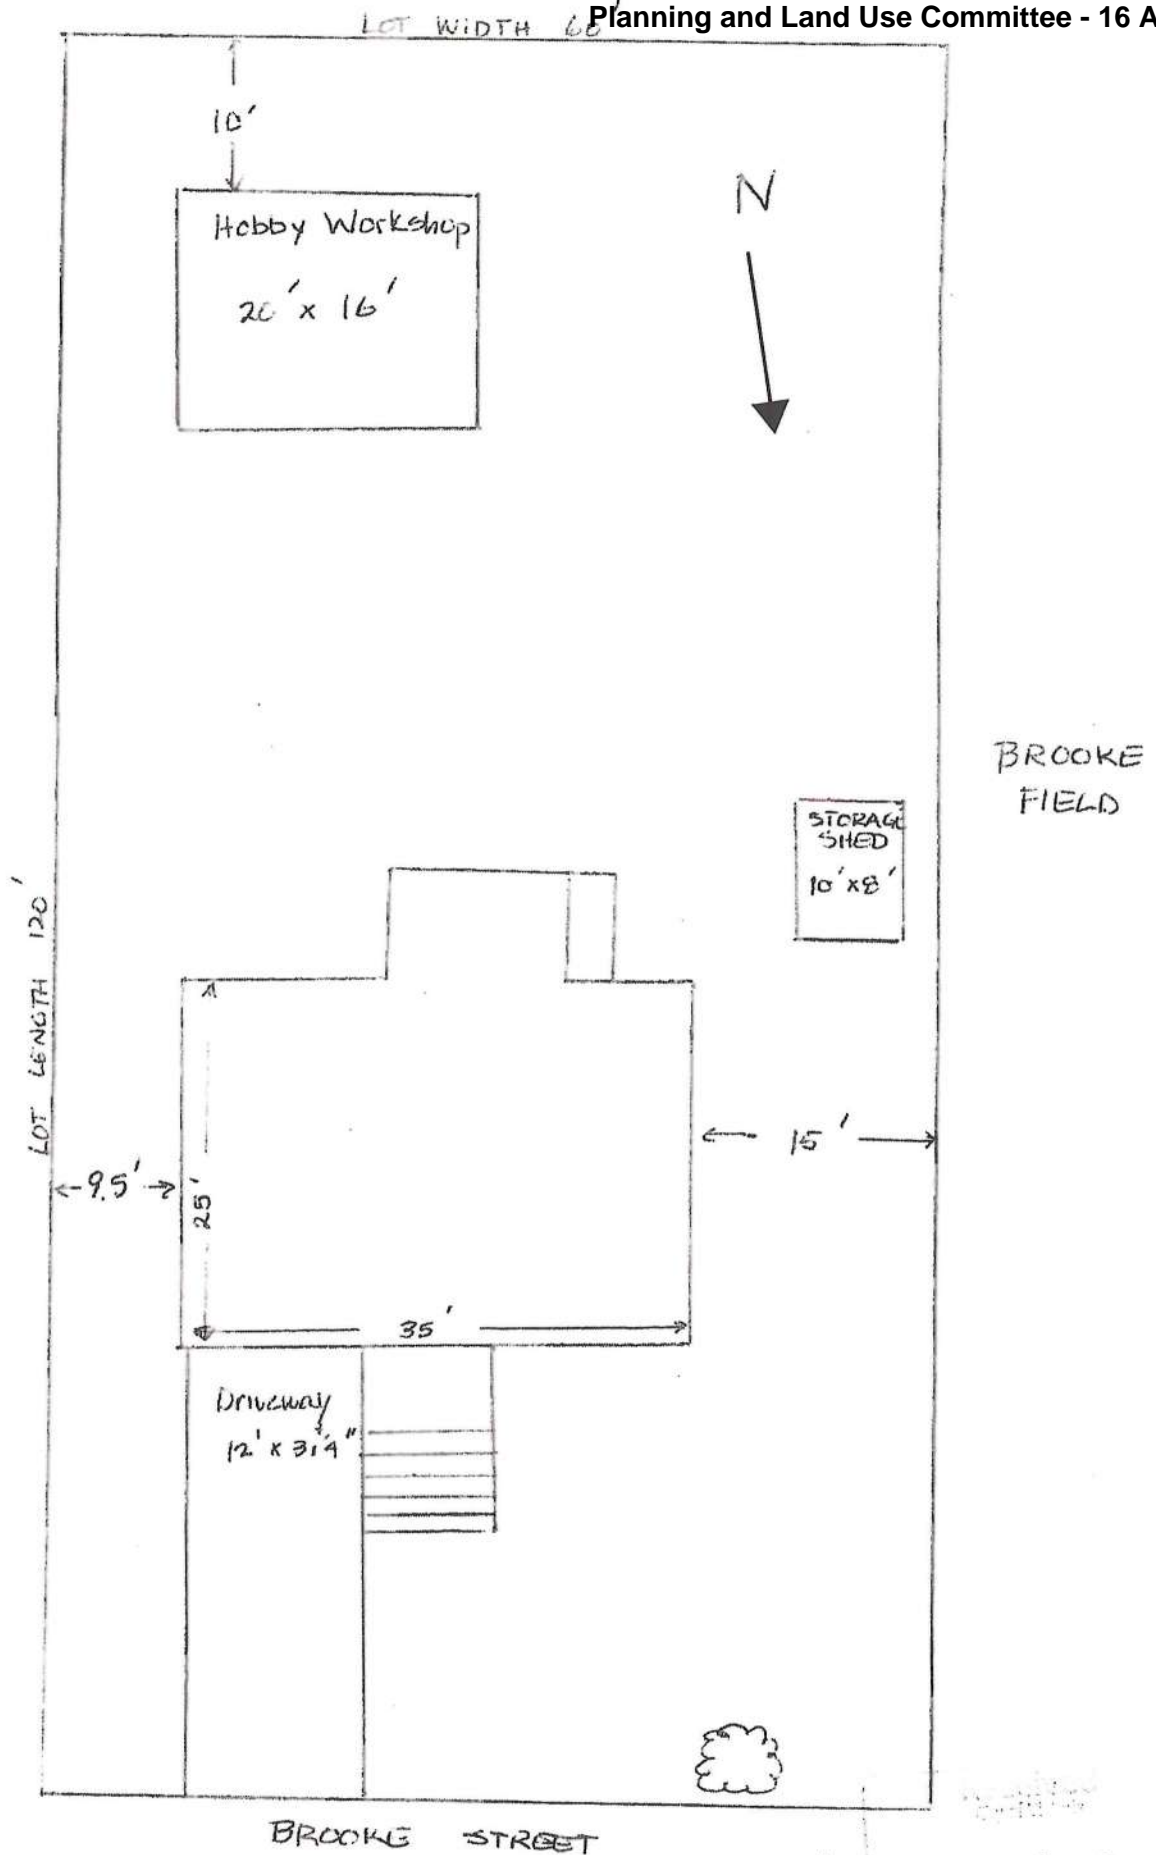 Planning and Land Use Committee - 16 A
LOT WIDTH 60'
10'
Hobby Workshop
20' x 16'
N
BROOKE
FIELD
STORAGE
SHED
10' x 8'
LOT LENGTH 120'
15'
9.5'
25'
35'
Driveway
12' x 31'4"
BROOKE STREET